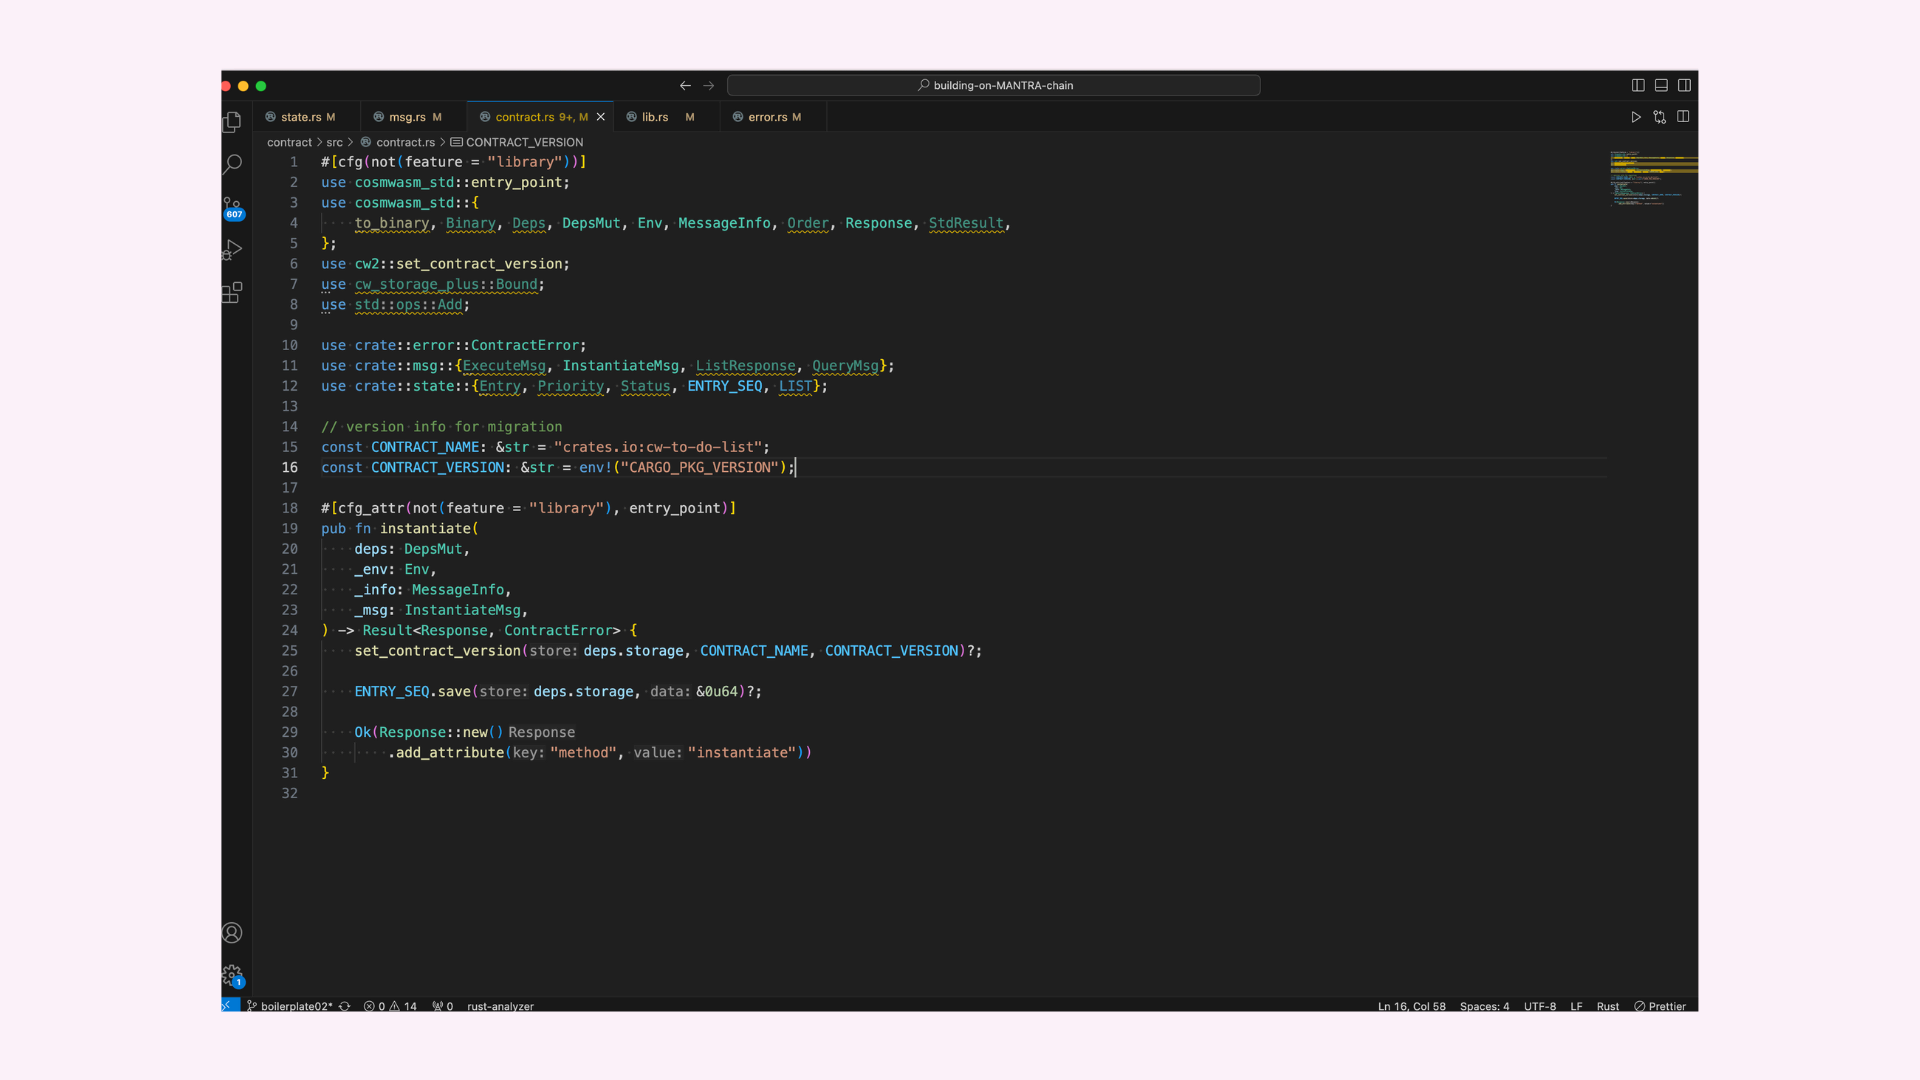 building-on-MANTRA-chain
state.rs M msg.rs M contract.rs 9+, M lib.rs M error.rs M
contract > src > contract.rs > CONTRACT_VERSION
1 #[cfg(not(feature = "library"))]
2 use cosmwasm_std::entry_point;
3 use cosmwasm_std::{
4 to_binary, Binary, Deps, DepsMut, Env, MessageInfo, Order, Response, StdResult,
5 };
6 use cw2::set_contract_version;
7 use cw_storage_plus::Bound;
8 use std::ops::Add;
9
10 use crate::error::ContractError;
11 use crate::msg::{ExecuteMsg, InstantiateMsg, ListResponse, QueryMsg};
12 use crate::state::{Entry, Priority, Status, ENTRY_SEQ, LIST};
13
14 // version info for migration
15 const CONTRACT_NAME: &str = "crates.io:cw-to-do-list";
16 const CONTRACT_VERSION: &str = env!("CARGO_PKG_VERSION");
17
18 #[cfg_attr(not(feature = "library"), entry_point)]
19 pub fn instantiate(
20 deps: DepsMut,
21 _env: Env,
22 _info: MessageInfo,
23 _msg: InstantiateMsg,
24 ) -> Result<Response, ContractError> {
25 set_contract_version(store: deps.storage, CONTRACT_NAME, CONTRACT_VERSION)?;
26
27 ENTRY_SEQ.save(store: deps.storage, data: &0u64)?;
28
29 Ok(Response::new() Response
30 .add_attribute(key: "method", value: "instantiate"))
31 }
32
607
1
boilerplate02* 0 14 0 rust-analyzer Ln 16, Col 58 Spaces: 4 UTF-8 LF Rust Prettier